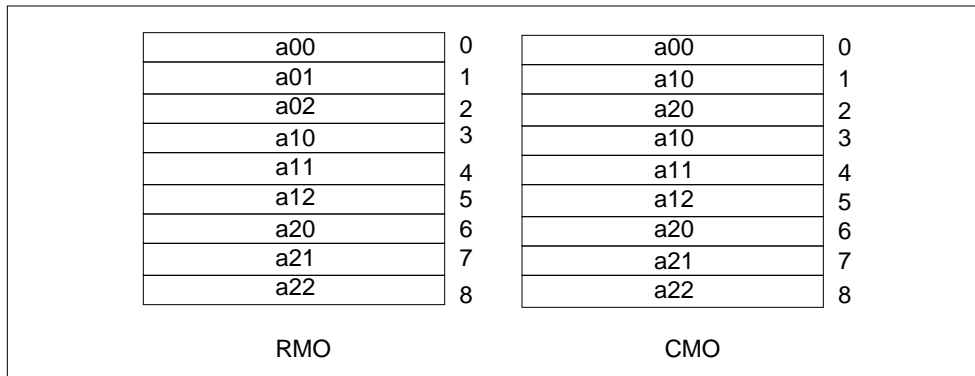 a00 0 a00 0
a01 1 a10 1
a02 2 a20 2
a10 3 a10 3
a11 4 a11 4
a12 5 a12 5
a20 6 a20 6
a21 7 a21 7
a22 8 a22 8
RMO CMO